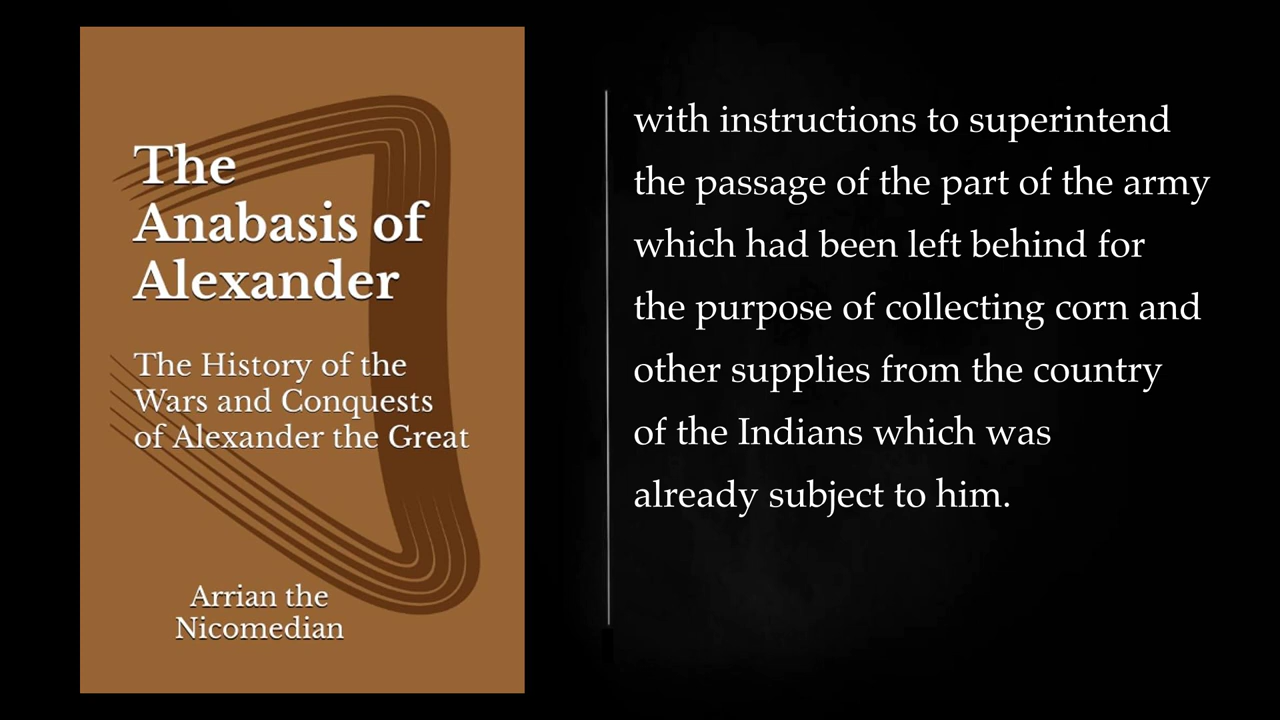 The
Anabasis of
Alexander
The History of the
Wars and Conquests
of Alexander the Great
Arrian the
Nicomedian
with instructions to superintend
the passage of the part of the army
which had been left behind for
the purpose of collecting corn and
other supplies from the country
of the Indians which was
already subject to him.